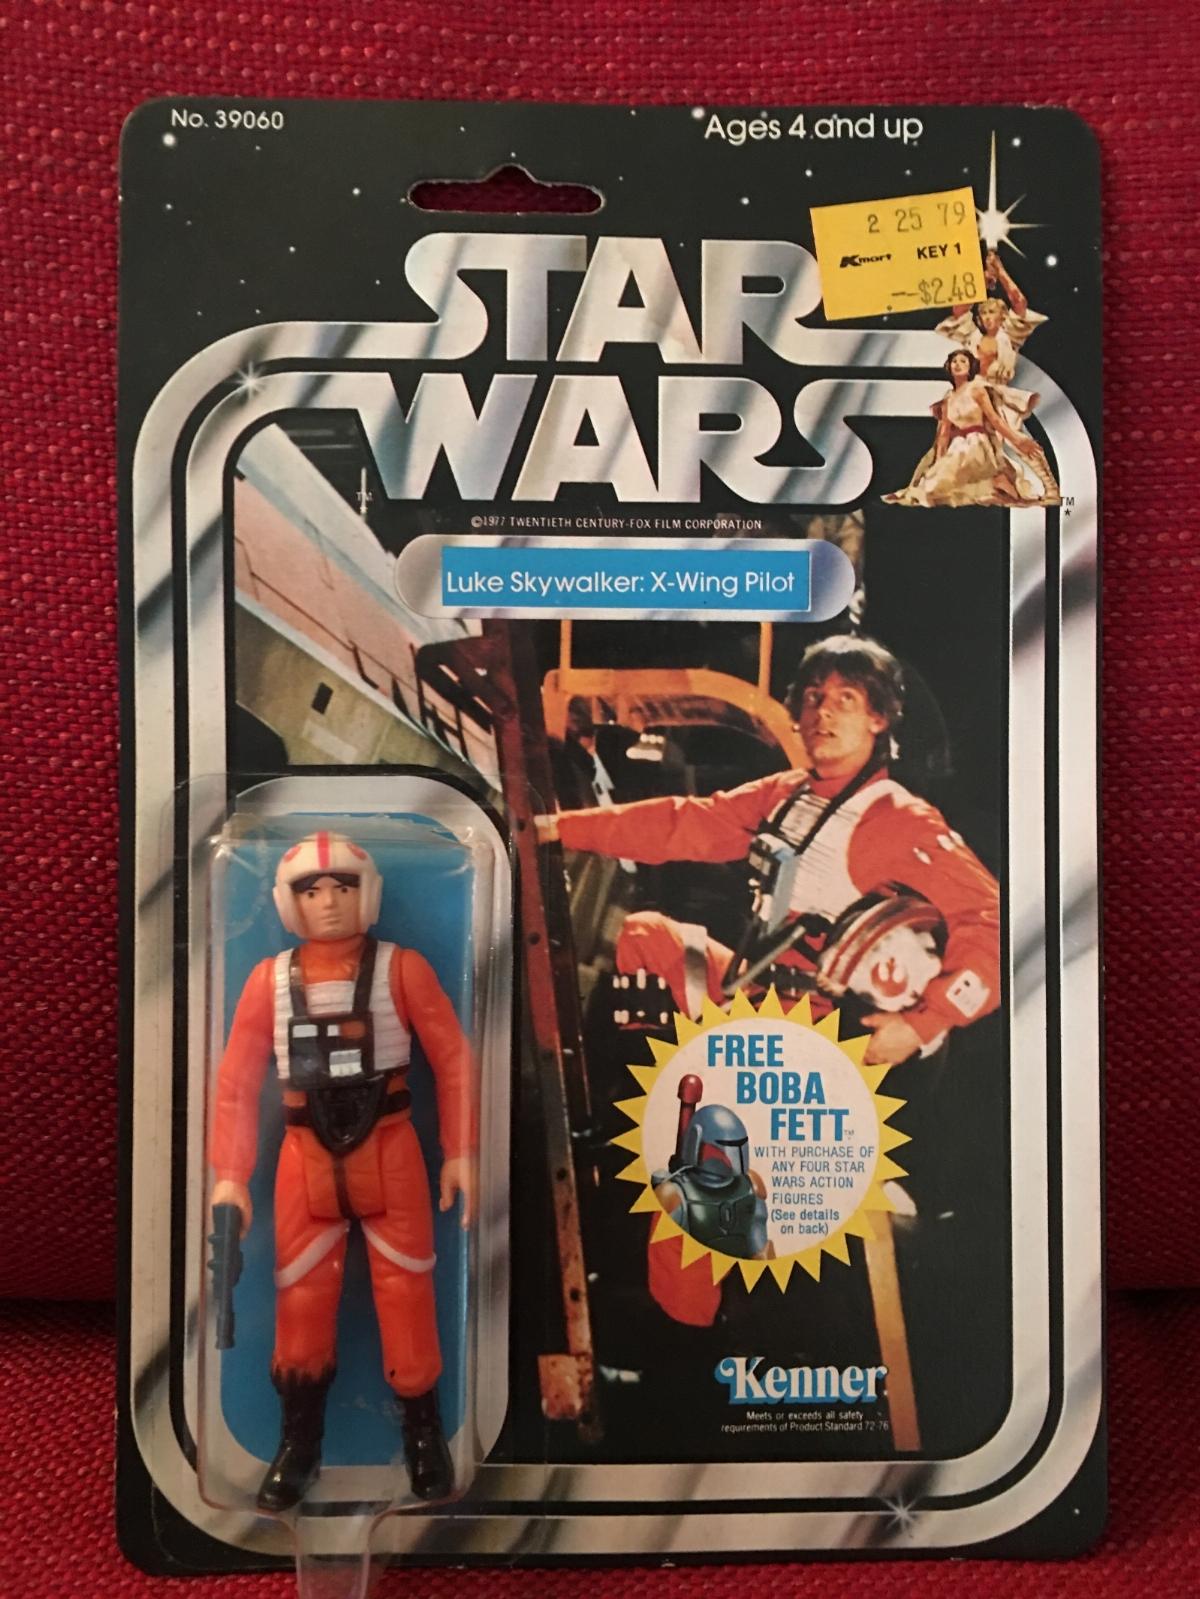 No. 39060
Ages 4 and up
2 25 79
Kmart KEY 1
--$2.48
STAR
WARS
TM
TM
*
©1977 TWENTIETH CENTURY-FOX FILM CORPORATION
Luke Skywalker: X-Wing Pilot
FREE
BOBA
FETT™
WITH PURCHASE OF
ANY FOUR STAR
WARS ACTION
FIGURES
(See details
on back)
Kenner
Meets or exceeds all safety
requirements of Product Standard 72-76